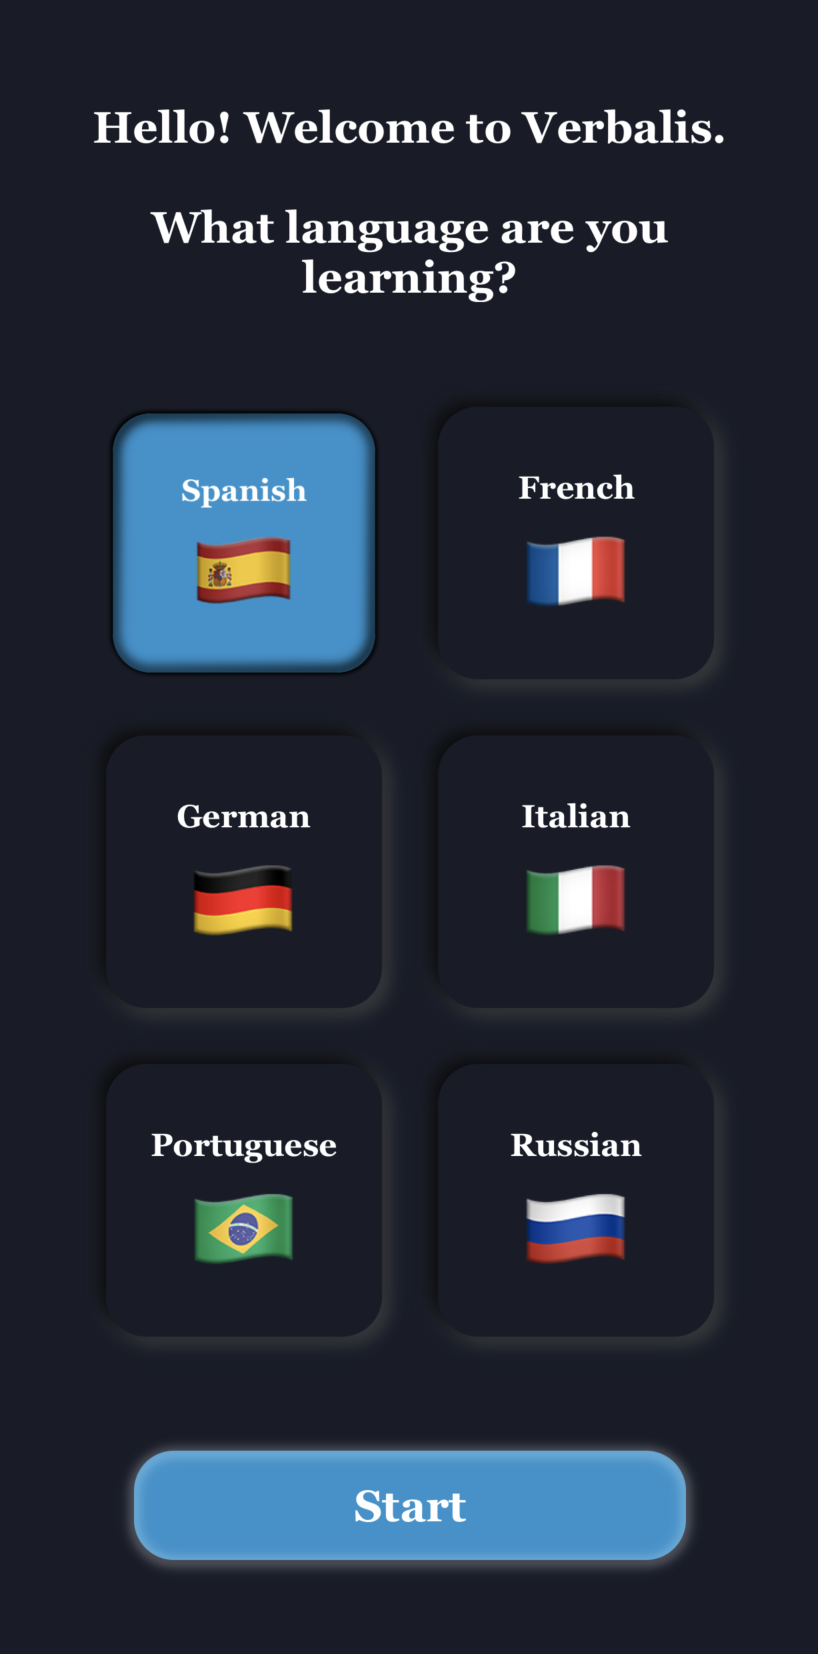 Hello! Welcome to Verbalis.
What language are you
learning?
Spanish
French
German
Italian
Portuguese
Russian
Start